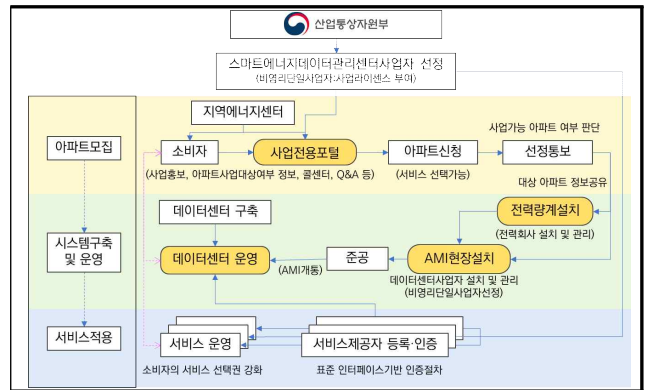 산업통상자원부
스마트에너지데이터관리센터사업자 선정
(비영리단일사업자:사업라이센스 부여)
지역에너지센터
사업가능 아파트 여부 판단
아파트모집
소비자
사업전용포털
아파트신청
선정통보
(사업홍보, 아파트사업대상여부 정보, 콜센터, Q&A 등)
(서비스 선택가능)
대상 아파트 정보공유
데이터센터 구축
전력량계설치
(전력회사 설치 및 관리)
시스템구축
및 운영
데이터센터 운영
(AMI개통)
준공
AMI현장설치
데이터센터사업자 설치 및 관리
(비영리단일사업자선정)
서비스적용
서비스 운영
서비스제공자 등록·인증
소비자의 서비스 선택권 강화
표준 인터페이스기반 인증절차